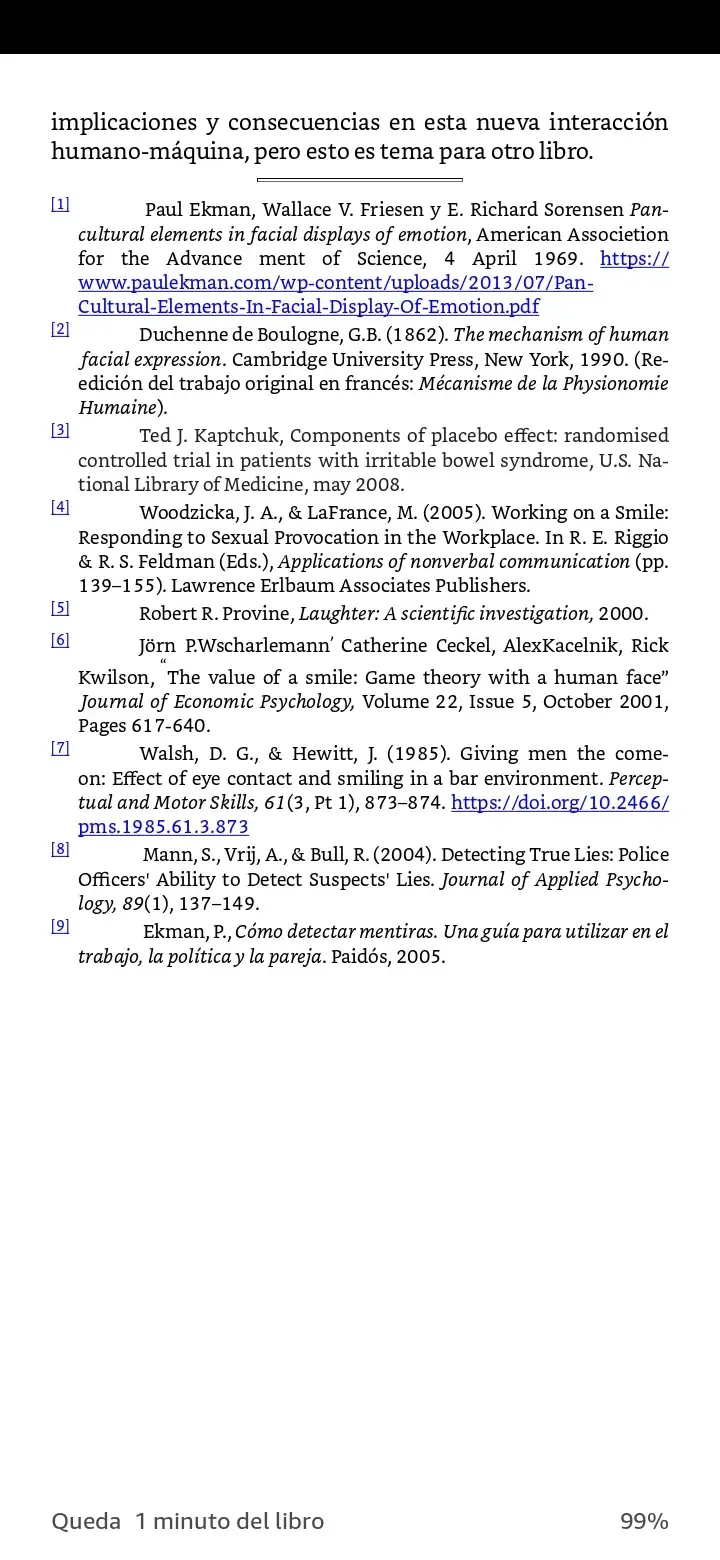 implicaciones y consecuencias en esta nueva interacción
humano-máquina, pero esto es tema para otro libro.
[1] Paul Ekman, Wallace V. Friesen y E. Richard Sorensen Pan-
cultural elements in facial displays of emotion, American Associetion
for the Advance ment of Science, 4 April 1969. https://
www.paulekman.com/wp-content/uploads/2013/07/Pan-
Cultural-Elements-In-Facial-Display-Of-Emotion.pdf
[2] Duchenne de Boulogne, G.B. (1862). The mechanism of human
facial expression. Cambridge University Press, New York, 1990. (Re-
edición del trabajo original en francés: Mécanisme de la Physionomie
Humaine).
[3] Ted J. Kaptchuk, Components of placebo effect: randomised
controlled trial in patients with irritable bowel syndrome, U.S. Na-
tional Library of Medicine, may 2008.
[4] Woodzicka, J. A., & LaFrance, M. (2005). Working on a Smile:
Responding to Sexual Provocation in the Workplace. In R. E. Riggio
& R. S. Feldman (Eds.), Applications of nonverbal communication (pp.
139–155). Lawrence Erlbaum Associates Publishers.
[5] Robert R. Provine, Laughter: A scientific investigation, 2000.
[6] Jörn P.Wscharlemann’ Catherine Ceckel, AlexKacelnik, Rick
Kwilson, “The value of a smile: Game theory with a human face”
Journal of Economic Psychology, Volume 22, Issue 5, October 2001,
Pages 617-640.
[7] Walsh, D. G., & Hewitt, J. (1985). Giving men the come-
on: Effect of eye contact and smiling in a bar environment. Percep-
tual and Motor Skills, 61(3, Pt 1), 873–874. https://doi.org/10.2466/
pms.1985.61.3.873
[8] Mann, S., Vrij, A., & Bull, R. (2004). Detecting True Lies: Police
Officers' Ability to Detect Suspects' Lies. Journal of Applied Psycho-
logy, 89(1), 137–149.
[9] Ekman, P., Cómo detectar mentiras. Una guía para utilizar en el
trabajo, la política y la pareja. Paidós, 2005.
Queda 1 minuto del libro 99%